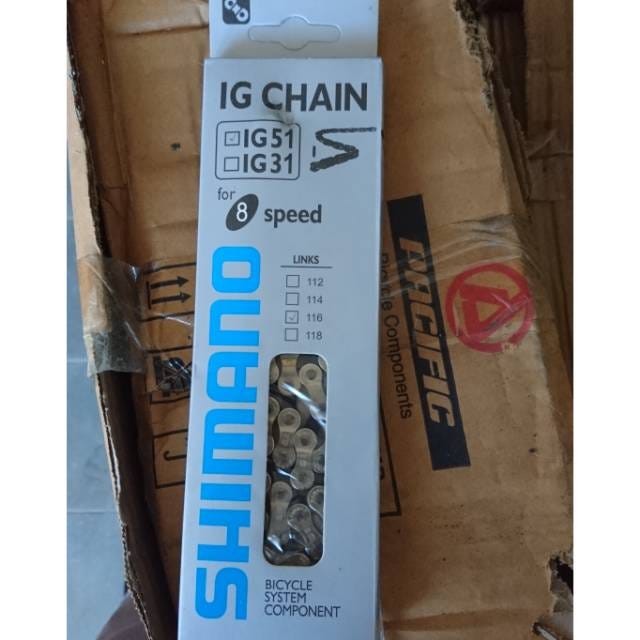 IG CHAIN
IG51
IG31
for 8 speed
LINKS
112
114
116
118
SHIMANO
BICYCLE
SYSTEM
COMPONENT
PACIFIC
Bicycle Components